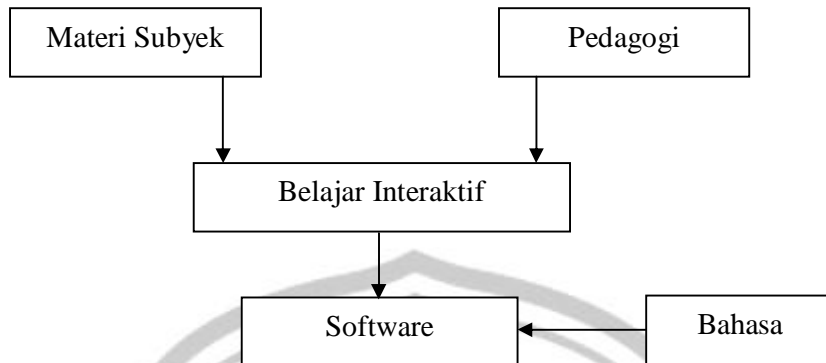 Materi Subyek
Pedagogi
Belajar Interaktif
Software
Bahasa